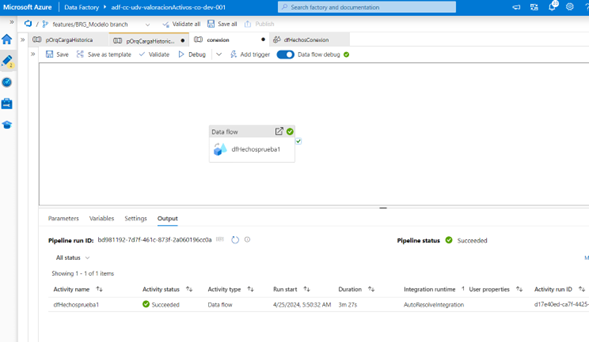 Microsoft Azure
Data Factory
adf-cc-udv-valoracionActivos-co-dev-001
Search factory and documentation
features/BRG_Modelo branch
Validate all
Save all
Publish
pOrqCargaHistorica
pOrqCargaHistoric...
conexion
dfHechosConexion
Save
Save as template
Validate
Debug
Add trigger
Data flow debug
Data flow
dfHechosprueba1
Parameters
Variables
Settings
Output
Pipeline run ID: bd981192-7d7f-461c-873f-2a060196cc0a
Pipeline status
Succeeded
All status
Showing 1 - 1 of 1 items
Activity name
Activity status
Activity type
Run start
Duration
Integration runtime
User properties
Activity run ID
dfHechosprueba1
Succeeded
Data flow
4/25/2024, 5:50:32 AM
3m 27s
AutoResolveIntegration
d17e40ed-ca7f-4425-